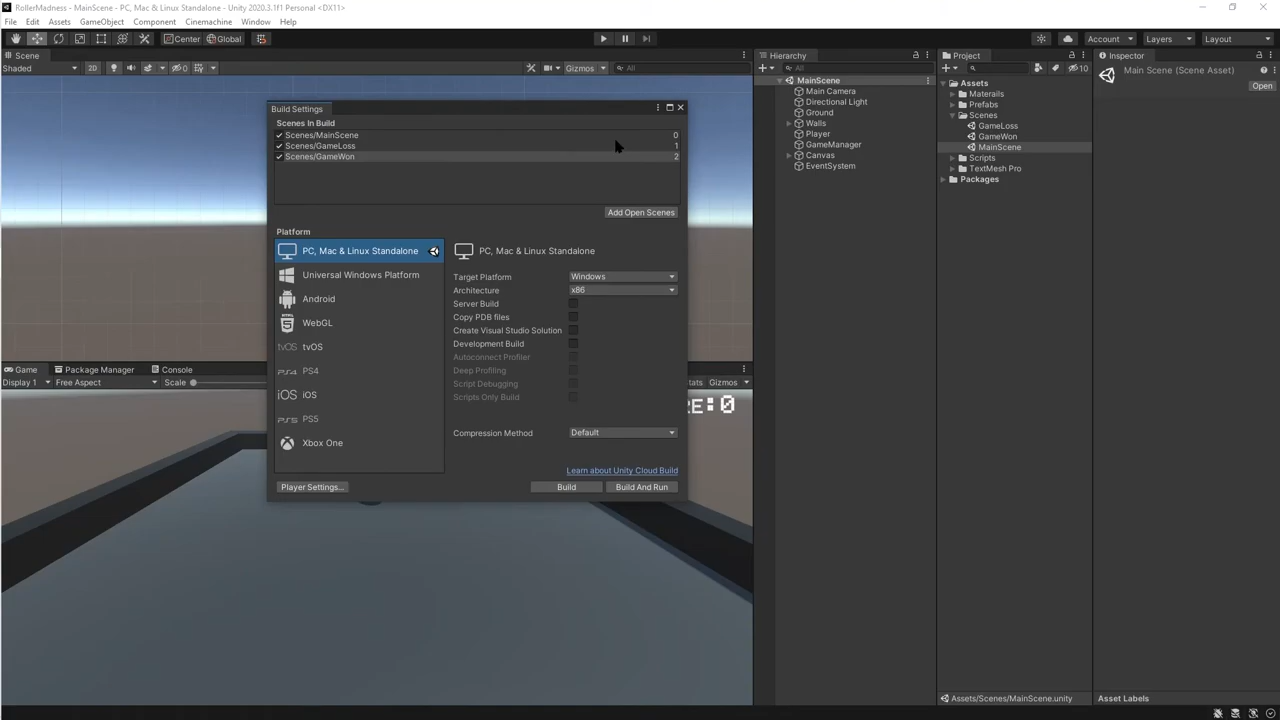 RollerMadness - MainScene - PC, Mac & Linux Standalone - Unity 2020.3.1f1 Personal <DX11>
File Edit Assets GameObject Component Cinemachine Window Help
Center Global Account Layers Layout
Scene
Shaded 2D 0 Gizmos All
Build Settings
Scenes In Build
Scenes/MainScene 0
Scenes/GameLoss 1
Scenes/GameWon 2
Add Open Scenes
Platform
PC, Mac & Linux Standalone
Universal Windows Platform
Android
WebGL
tvOS tvOS
PS4
iOS iOS
PS5
Xbox One
Player Settings...
PC, Mac & Linux Standalone
Target Platform Windows
Architecture x86
Server Build
Copy PDB files
Create Visual Studio Solution
Development Build
Autoconnect Profiler
Deep Profiling
Script Debugging
Scripts Only Build
Compression Method Default
Learn about Unity Cloud Build
Build Build And Run
Game Package Manager Console
Display 1 Free Aspect Scale tats Gizmos
RE:0
Hierarchy
All
MainScene
Main Camera
Directional Light
Ground
Walls
Player
GameManager
Canvas
EventSystem
Project
10
Assets
Materails
Prefabs
Scenes
GameLoss
GameWon
MainScene
Scripts
TextMesh Pro
Packages
Assets/Scenes/MainScene.unity
Inspector
Main Scene (Scene Asset)
Open
Asset Labels